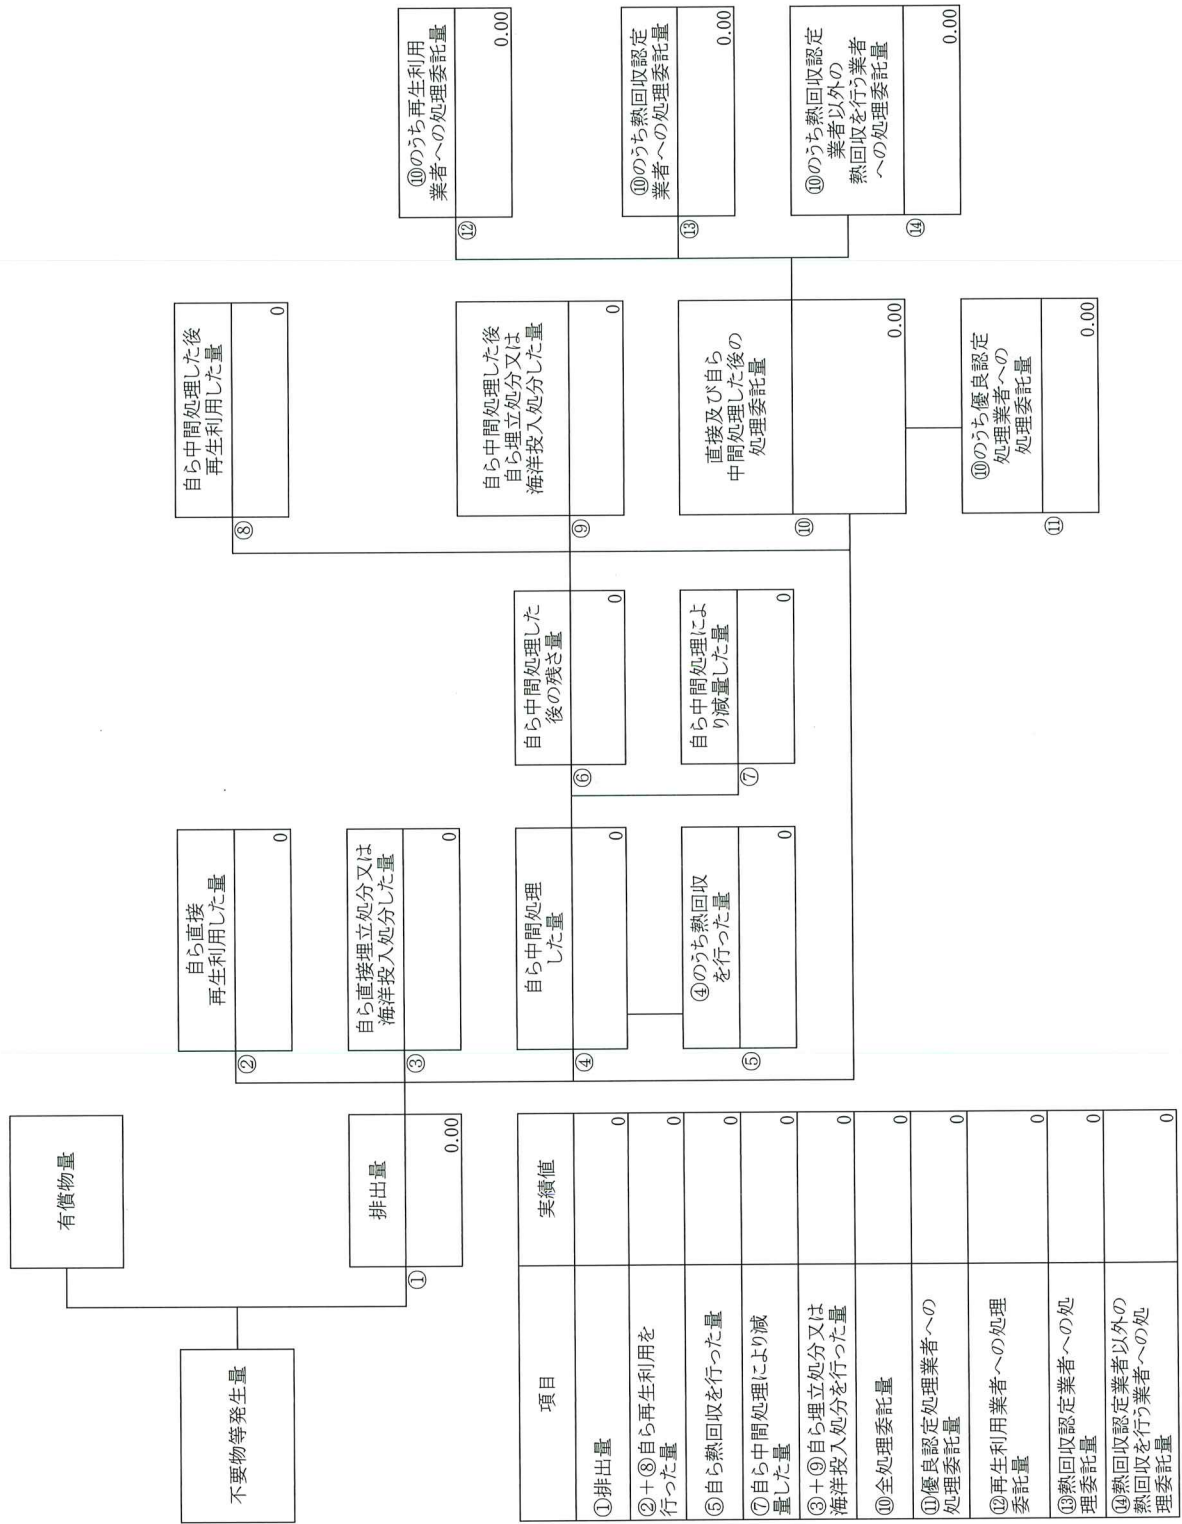 不要物等発生量
有償物量
①
排出量
0.00
②
自ら直接
再生利用した量
0
③
自ら直接埋立処分又は
海洋投入処分した量
0
④
自ら中間処理
した量
0
⑤
④のうち熱回収
を行った量
0
⑥
自ら中間処理した
後の残さ量
0
⑦
自ら中間処理によ
り減量した量
0
⑧
自ら中間処理した後
再生利用した量
0
⑨
自ら中間処理した後
自ら埋立処分又は
海洋投入処分した量
0
⑩
直接及び自ら
中間処理した後の
処理委託量
0.00
⑪
⑩のうち優良認定
処理業者への
処理委託量
0.00
⑫
⑩のうち再生利用
業者への処理委託量
0.00
⑬
⑩のうち熱回収認定
業者への処理委託量
0.00
⑭
⑩のうち熱回収認定
業者以外の
熱回収を行う業者
への処理委託量
0.00
項目 実績値
①排出量 0
②+⑧自ら再生利用を
行った量 0
⑤自ら熱回収を行った量 0
⑦自ら中間処理により減
量した量 0
③+⑨自ら埋立処分又は
海洋投入処分を行った量 0
⑩全処理委託量 0
⑪優良認定処理業者への
処理委託量 0
⑫再生利用業者への処理
委託量 0
⑬熱回収認定業者への処
理委託量 0
⑭熱回収認定業者以外の
熱回収を行う業者への処
理委託量 0